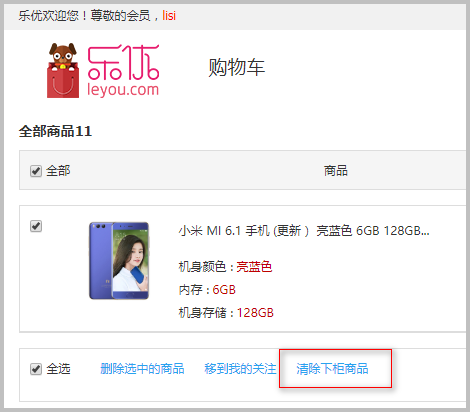 乐优欢迎您！尊敬的会员，lisi
乐优
leyou.com
购物车
全部商品11
全部 商品
小米 MI 6.1 手机 (更新 ） 亮蓝色 6GB 128GB...
机身颜色 : 亮蓝色
内存 : 6GB
机身存储 : 128GB
全选 删除选中的商品 移到我的关注 清除下柜商品